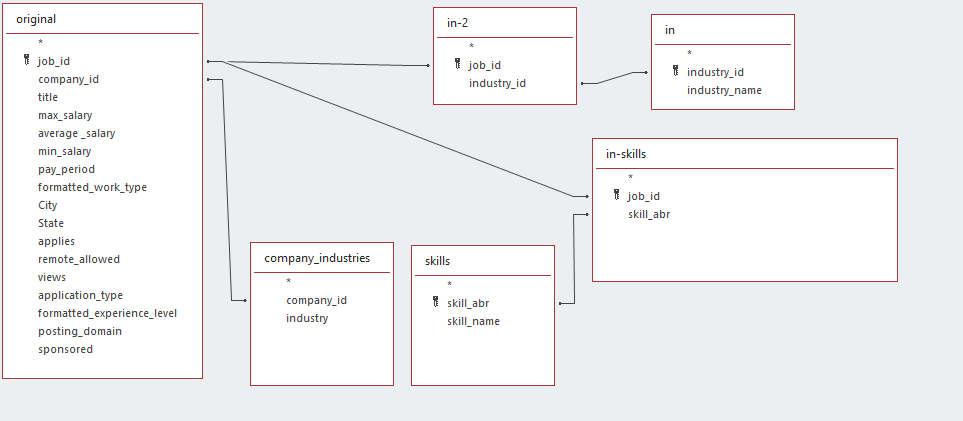 original
*
job_id
company_id
title
max_salary
average _salary
min_salary
pay_period
formatted_work_type
City
State
applies
remote_allowed
views
application_type
formatted_experience_level
posting_domain
sponsored
in-2
*
job_id
industry_id
in
*
industry_id
industry_name
in-skills
*
job_id
skill_abr
company_industries
*
company_id
industry
skills
*
skill_abr
skill_name